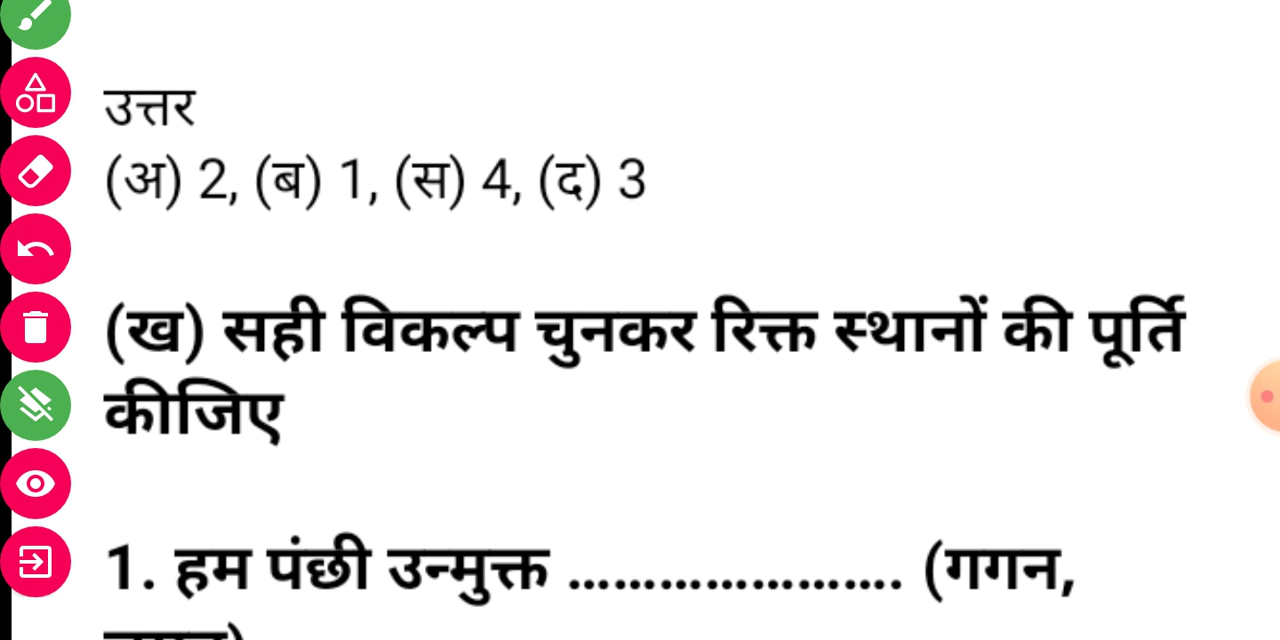 उत्तर
(अ) 2, (ब) 1, (स) 4, (द) 3
(ख) सही विकल्प चुनकर रिक्त स्थानों की पूर्ति
कीजिए
1. हम पंछी उन्मुक्त ...................... (गगन,